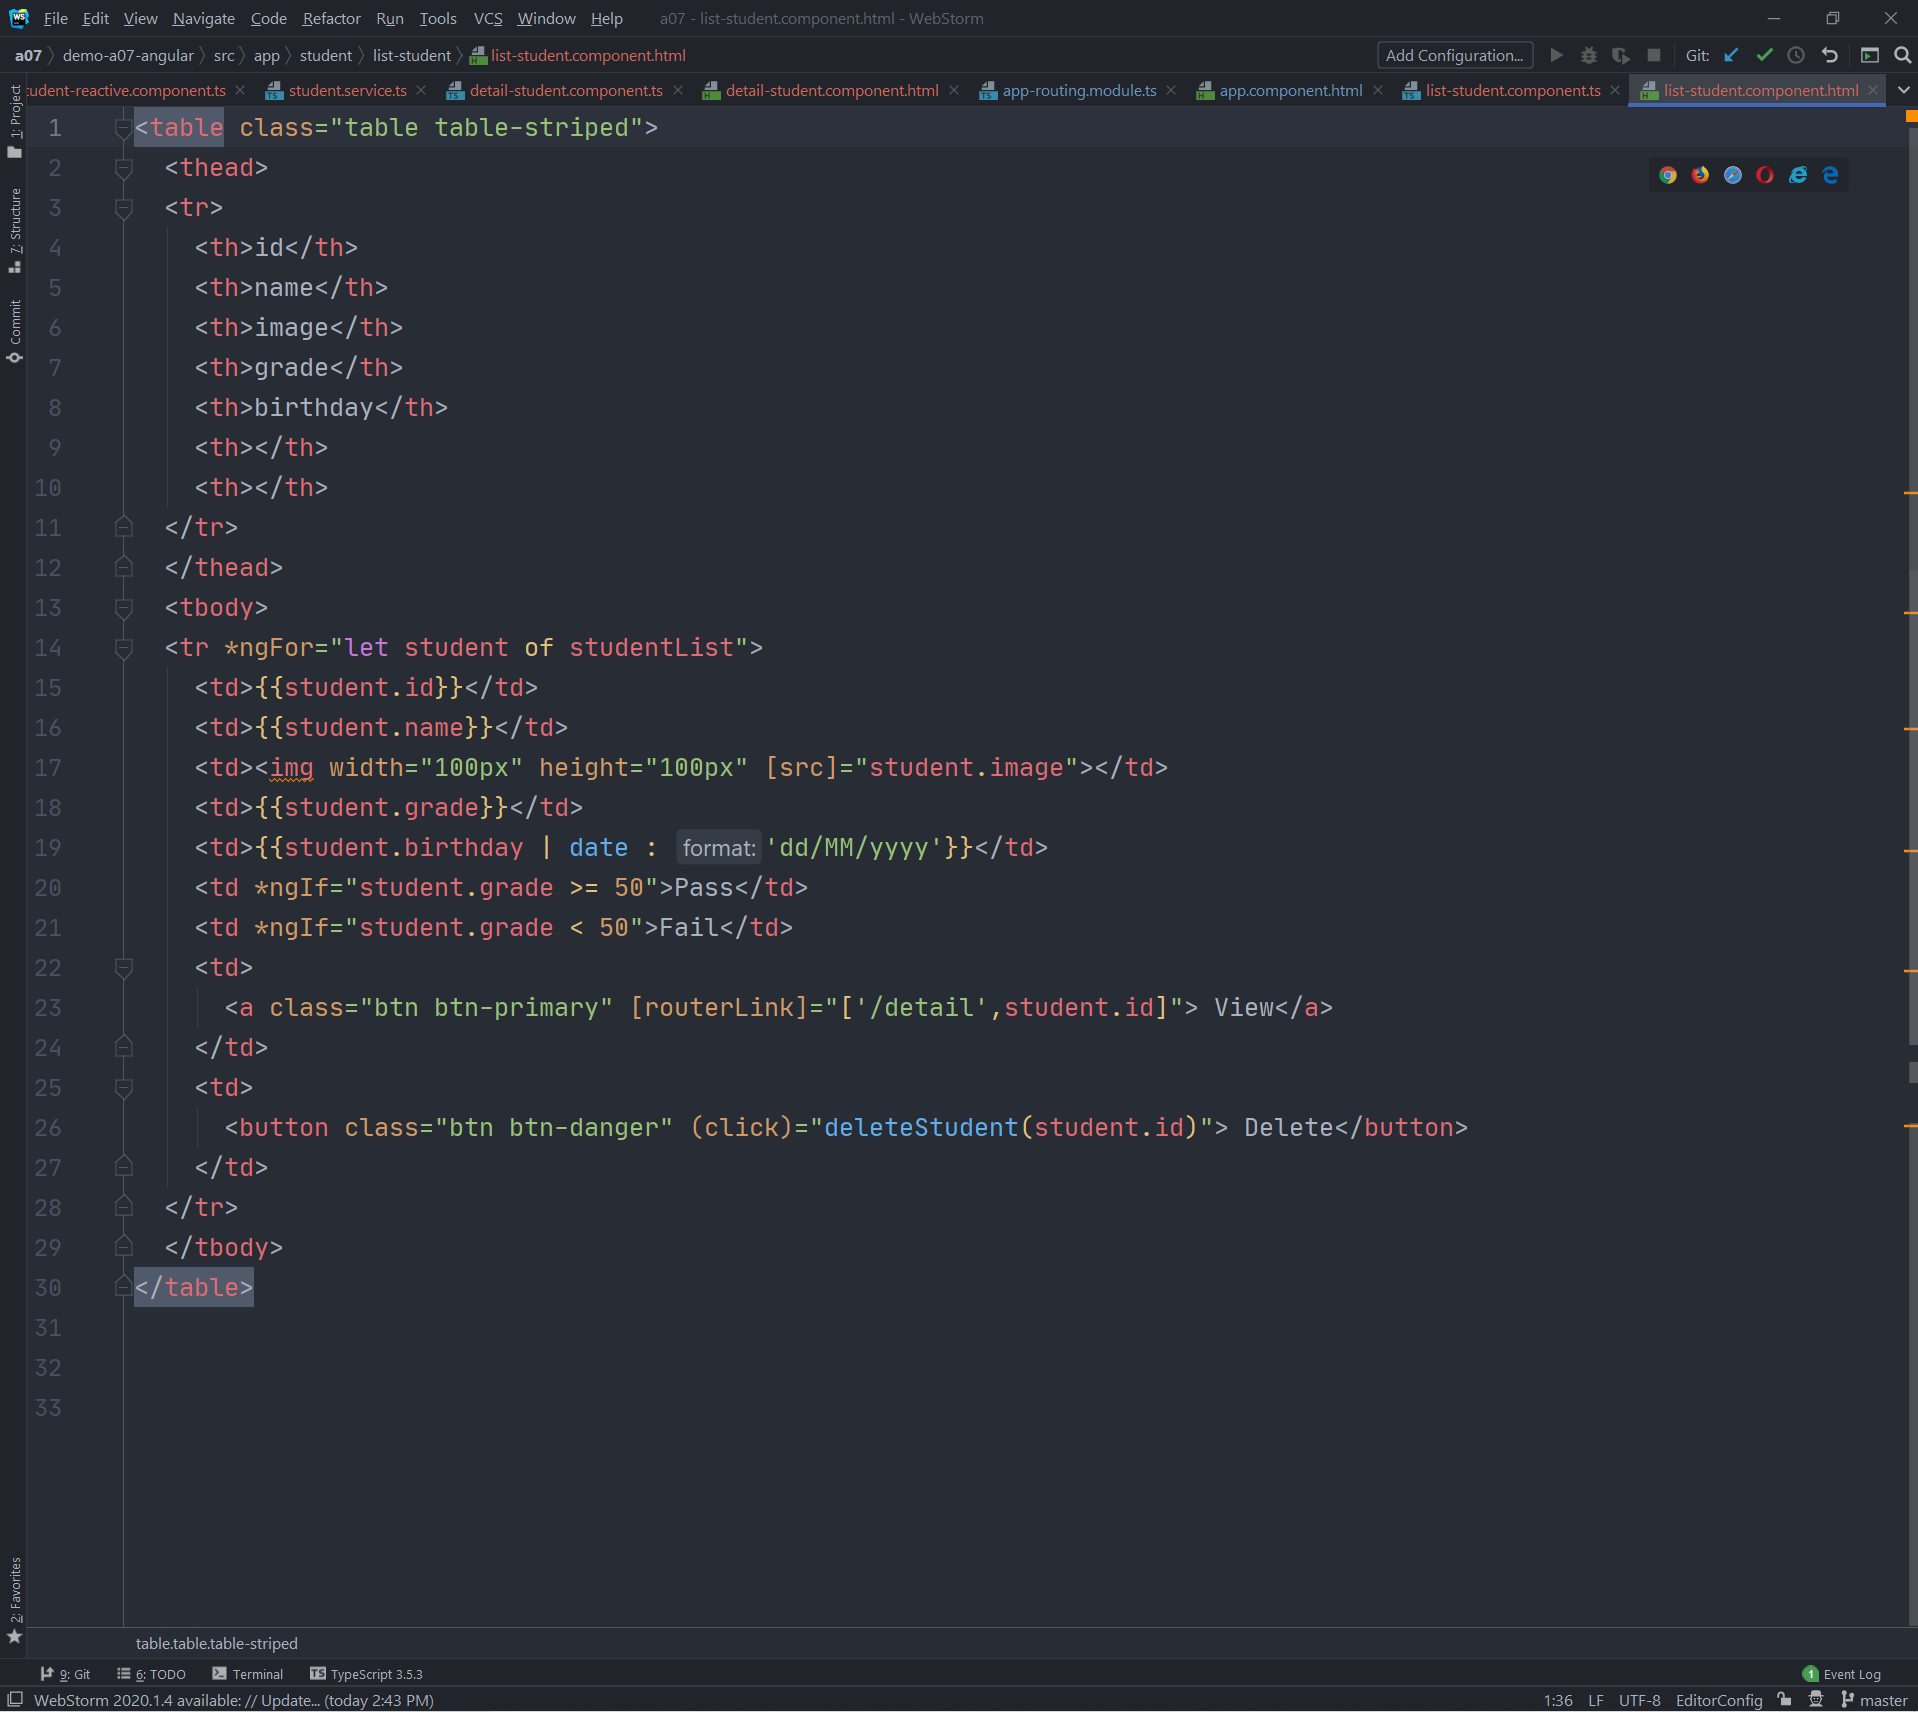 File Edit View Navigate Code Refactor Run Tools VCS Window Help a07 - list-student.component.html - WebStorm
a07 demo-a07-angular src app student list-student list-student.component.html Add Configuration... Git:
tudent-reactive.component.ts student.service.ts detail-student.component.ts detail-student.component.html app-routing.module.ts app.component.html list-student.component.ts list-student.component.html
1: Project
7: Structure
Commit
2: Favorites
1 <table class="table table-striped">
2 <thead>
3 <tr>
4 <th>id</th>
5 <th>name</th>
6 <th>image</th>
7 <th>grade</th>
8 <th>birthday</th>
9 <th></th>
10 <th></th>
11 </tr>
12 </thead>
13 <tbody>
14 <tr *ngFor="let student of studentList">
15 <td>{{student.id}}</td>
16 <td>{{student.name}}</td>
17 <td><img width="100px" height="100px" [src]="student.image"></td>
18 <td>{{student.grade}}</td>
19 <td>{{student.birthday | date : format: 'dd/MM/yyyy'}}</td>
20 <td *ngIf="student.grade >= 50">Pass</td>
21 <td *ngIf="student.grade < 50">Fail</td>
22 <td>
23 <a class="btn btn-primary" [routerLink]="['/detail',student.id]"> View</a>
24 </td>
25 <td>
26 <button class="btn btn-danger" (click)="deleteStudent(student.id)"> Delete</button>
27 </td>
28 </tr>
29 </tbody>
30 </table>
31
32
33
table.table.table-striped
9: Git 6: TODO Terminal TS TypeScript 3.5.3 1 Event Log
WebStorm 2020.1.4 available: // Update... (today 2:43 PM) 1:36 LF UTF-8 EditorConfig master